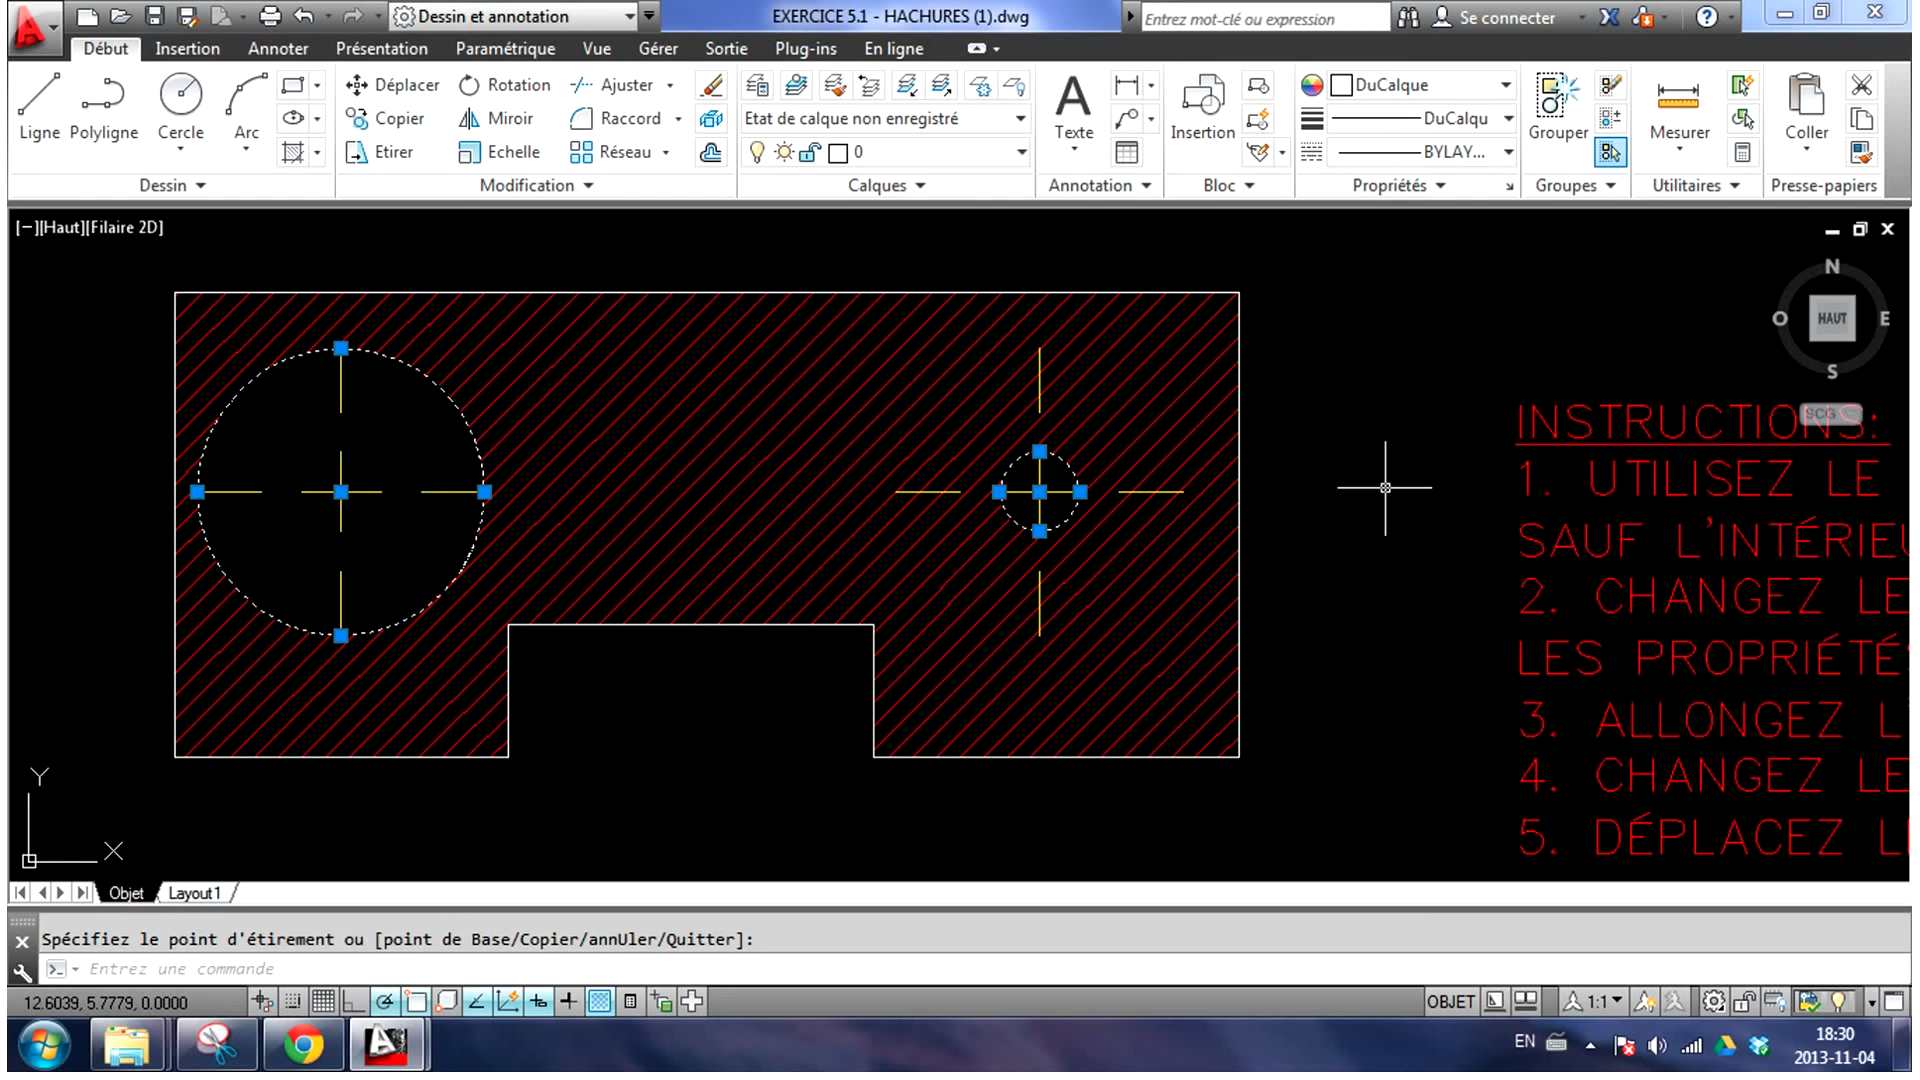 Dessin et annotation
EXERCICE 5.1 - HACHURES (1).dwg
Entrez mot-clé ou expression
Se connecter
Début Insertion Annoter Présentation Paramétrique Vue Gérer Sortie Plug-ins En ligne
Déplacer Rotation Ajuster
Copier Miroir Raccord
Etirer Echelle Réseau
Ligne Polyligne Cercle Arc
Etat de calque non enregistré
0
Texte
Insertion
DuCalque
DuCalqu
BYLAY...
Grouper
Mesurer
Coller
Dessin Modification Calques Annotation Bloc Propriétés Groupes Utilitaires Presse-papiers
[−][Haut][Filaire 2D]
N
O HAUT E
S
SCG
INSTRUCTIONS:
1. UTILISEZ LE
SAUF L'INTÉRIEU
2. CHANGEZ LE
LES PROPRIÉTÉS
3. ALLONGEZ L'
4. CHANGEZ LE
5. DÉPLACEZ LE
Y
X
Objet Layout1
Spécifiez le point d'étirement ou [point de Base/Copier/annUler/Quitter]:
Entrez une commande
12.6039, 5.7779, 0.0000
OBJET
1:1
EN
18:30
2013-11-04